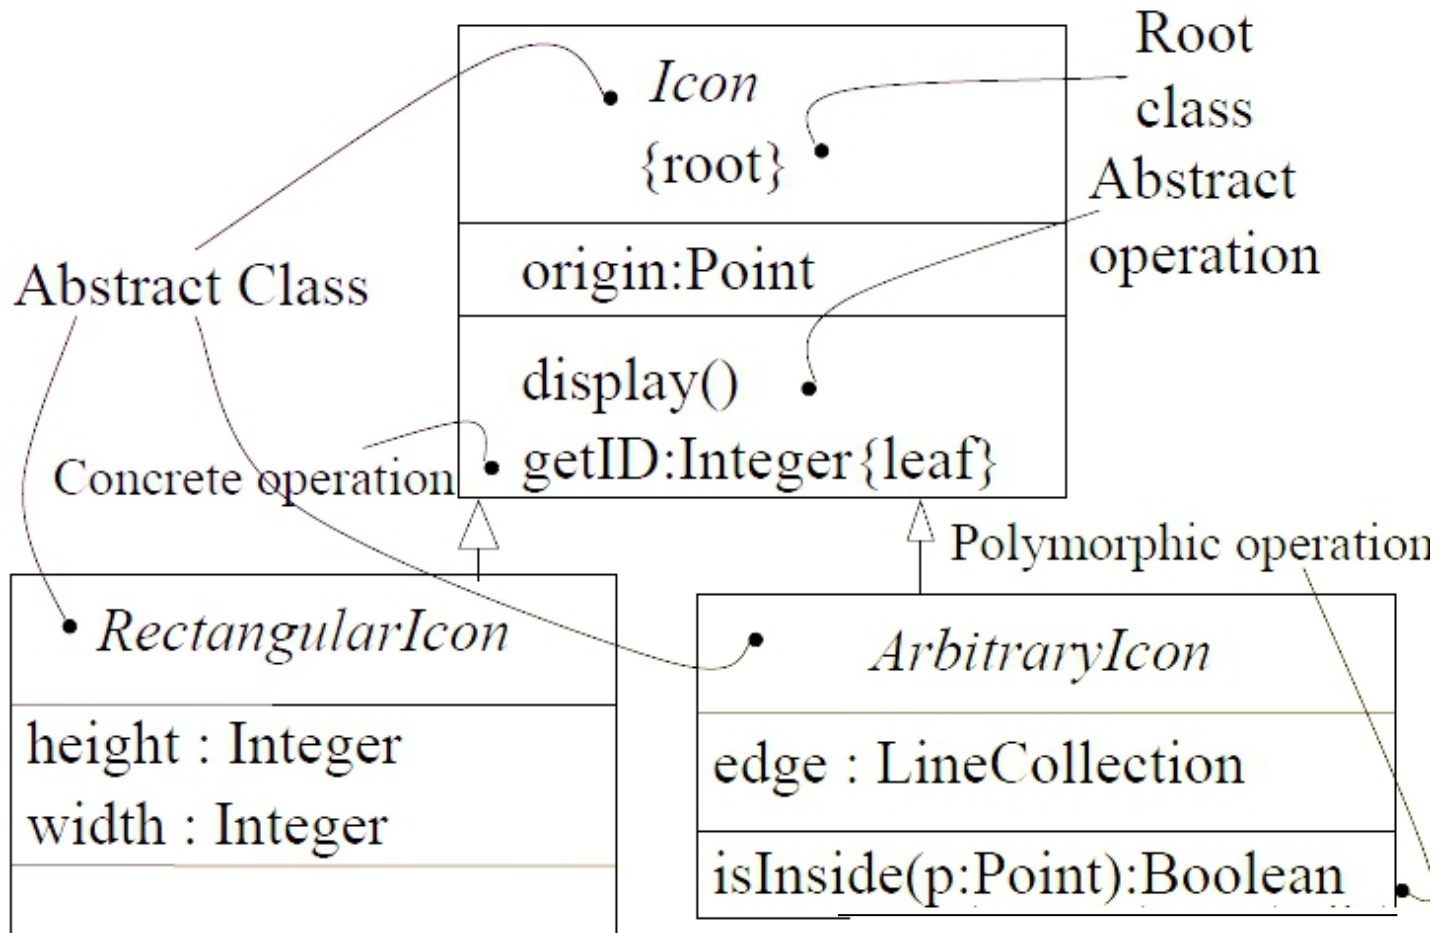 Root
class
Icon
{root}
Abstract
operation
origin:Point
Abstract Class
display()
getID:Integer{leaf}
Concrete operation
Polymorphic operation
RectangularIcon
height : Integer
width : Integer
ArbitraryIcon
edge : LineCollection
isInside(p:Point):Boolean